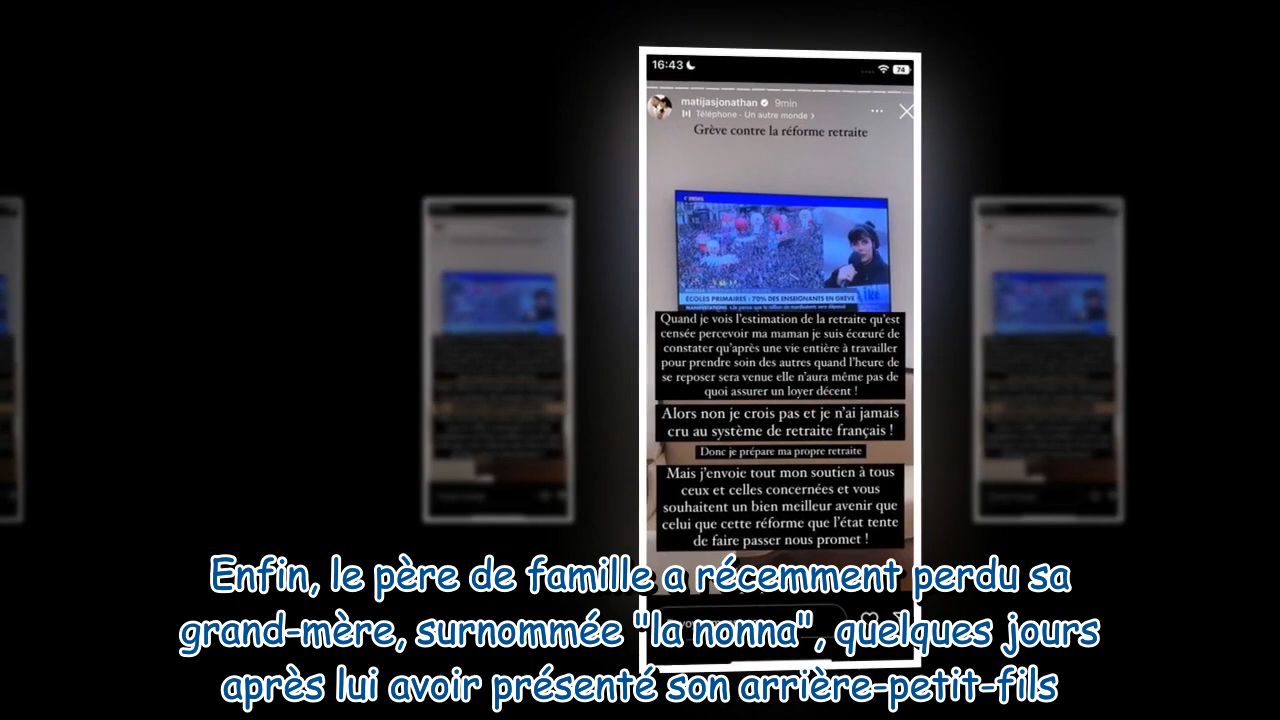 16:43
74
matijasjonathan 9min
Téléphone · Un autre monde >
Grève contre la réforme retraite
ÉCOLES PRIMAIRES : 70% DES ENSEIGNANTS EN GRÈVE
Quand je vois l'estimation de la retraite qu'est
censée percevoir ma maman je suis écœuré de
constater qu'après une vie entière à travailler
pour prendre soin des autres quand l'heure de
se reposer sera venue elle n'aura même pas de
quoi assurer un loyer décent !
Alors non je crois pas et je n'ai jamais
cru au système de retraite français !
Donc je prépare ma propre retraite
Mais j'envoie tout mon soutien à tous
ceux et celles concernées et vous
souhaitent un bien meilleur avenir que
celui que cette réforme que l'état tente
de faire passer nous promet !
Enfin, le père de famille a récemment perdu sa
grand-mère, surnommée "la nonna", quelques jours
après lui avoir présenté son arrière-petit-fils